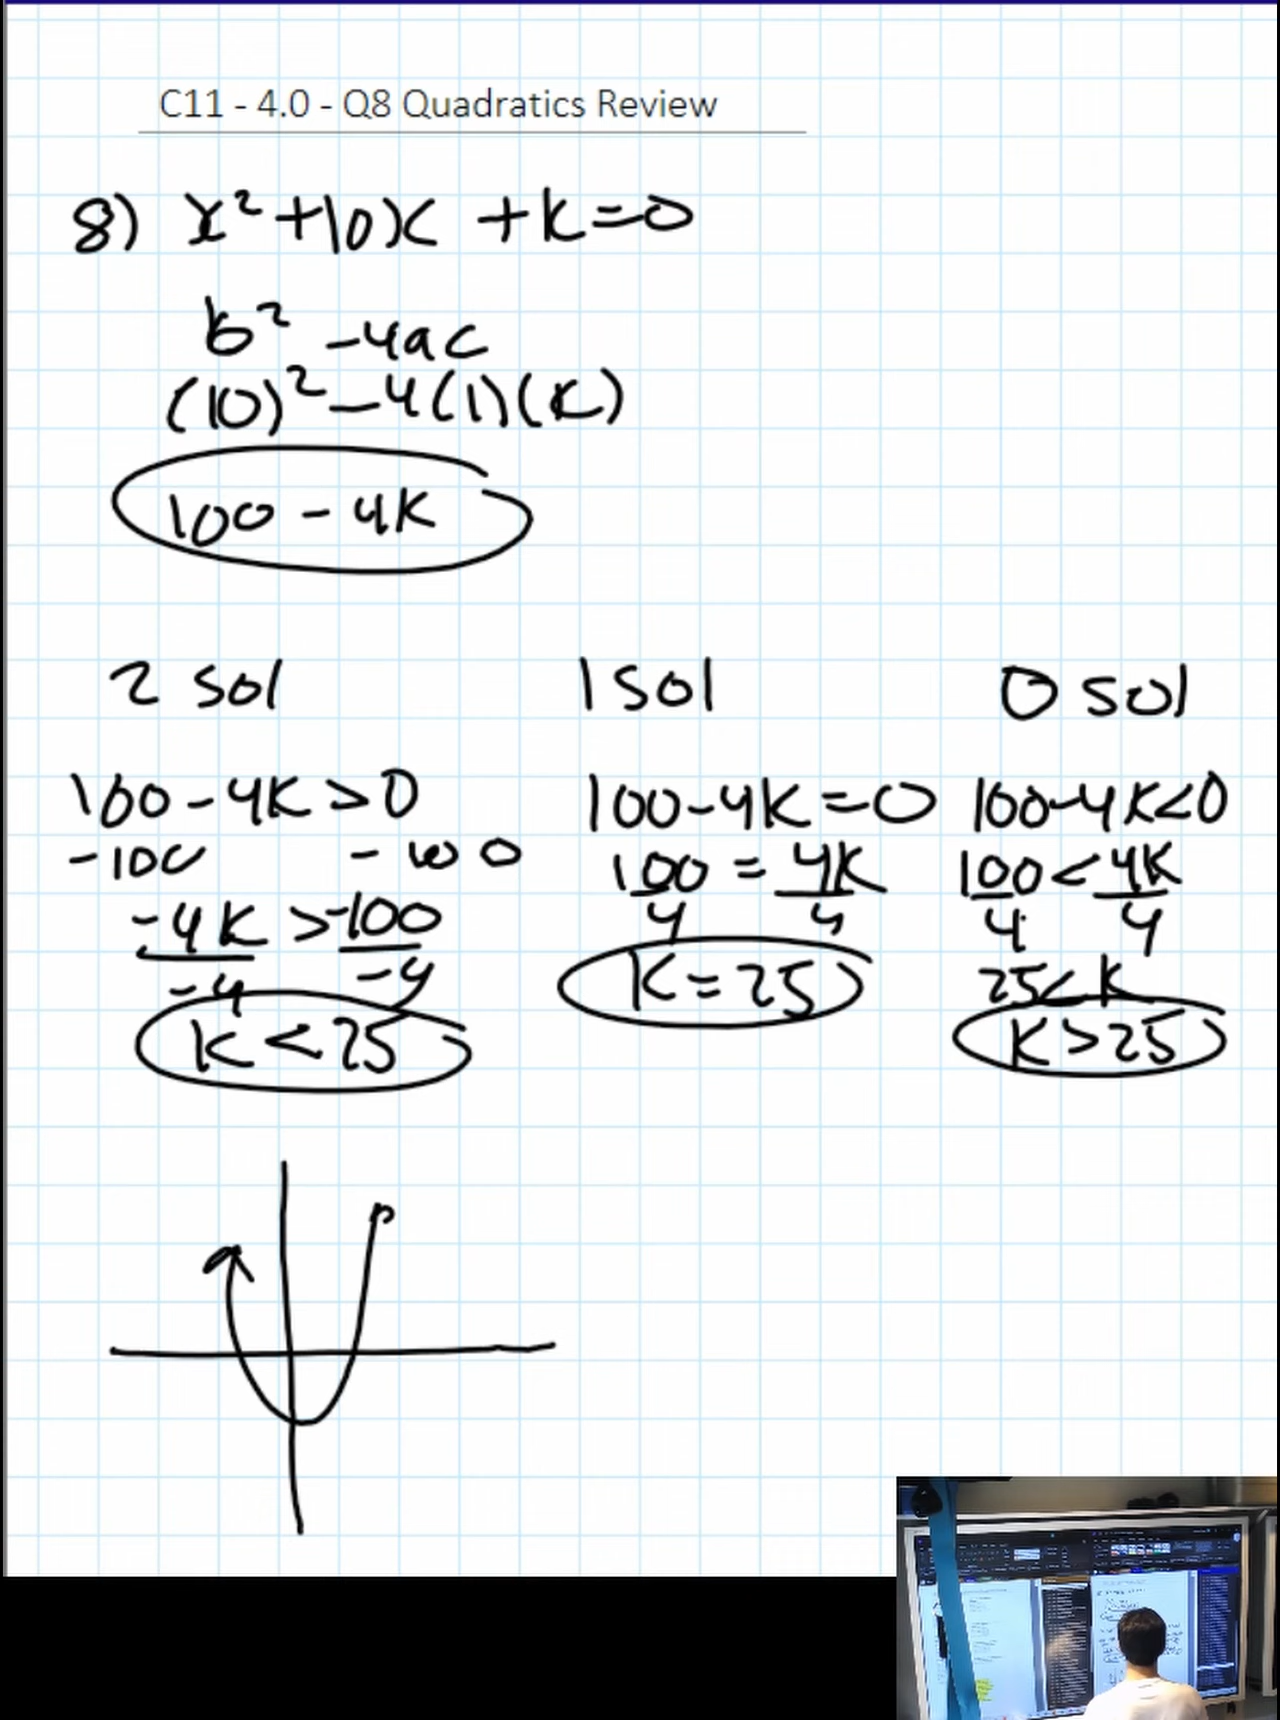 C11 - 4.0 - Q8 Quadratics Review
8) x² + 10x + k = 0
b² - 4ac
(10)² - 4(1)(k)
100 - 4k
2 sol
100 - 4k > 0
-100 -100
-4k > -100
-4 -4
k < 25
1 sol
100 - 4k = 0
100 = 4k
4 4
k = 25
0 sol
100 - 4k < 0
100 < 4k
4 4
25 < k
k > 25